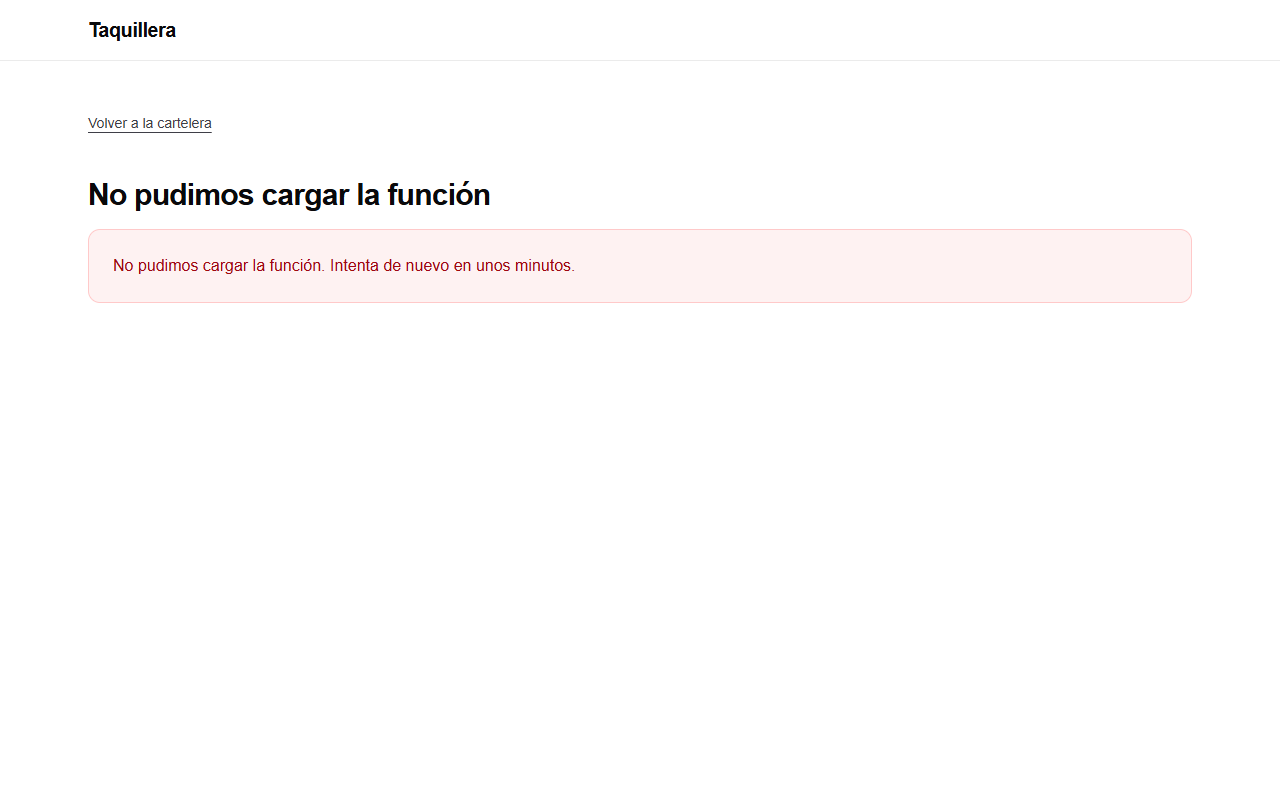 Taquillera
Volver a la cartelera
No pudimos cargar la función
No pudimos cargar la función. Intenta de nuevo en unos minutos.